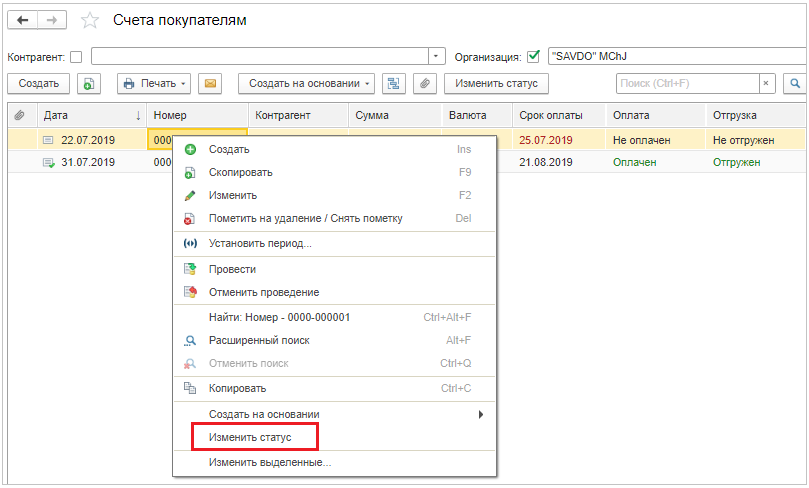 Счета покупателям
Контрагент: Организация: "SAVDO" MChJ
Создать Печать Создать на основании Изменить статус Поиск (Ctrl+F) ×
Дата ↓ Номер Контрагент Сумма Валюта Срок оплаты Оплата Отгрузка
22.07.2019 000 25.07.2019 Не оплачен Не отгружен
31.07.2019 000 21.08.2019 Оплачен Отгружен
Создать Ins
Скопировать F9
Изменить F2
Пометить на удаление / Снять пометку Del
Установить период...
Провести
Отменить проведение
Найти: Номер - 0000-000001 Ctrl+Alt+F
Расширенный поиск Alt+F
Отменить поиск Ctrl+Q
Копировать Ctrl+C
Создать на основании
Изменить статус
Изменить выделенные...